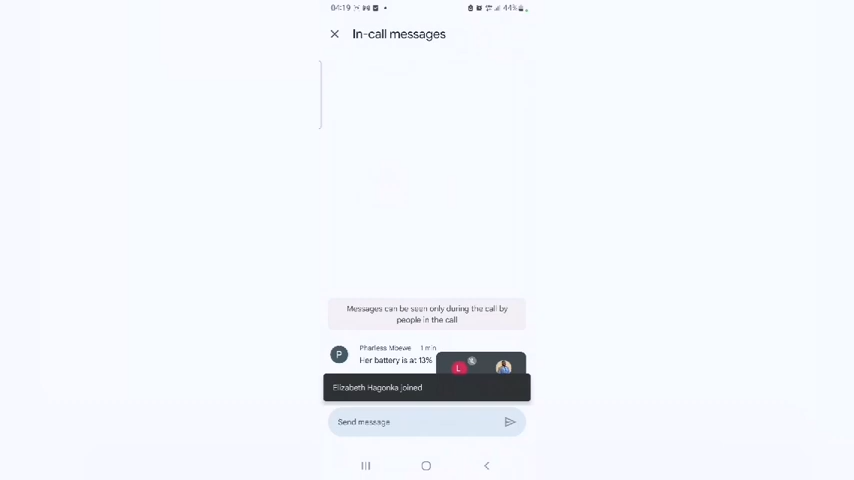 04:19
44%
In-call messages
Messages can be seen only during the call by
people in the call
P
Pharless Mbewe 1 min
Her battery is at 13%
L
Elizabeth Hagonka joined
Send message